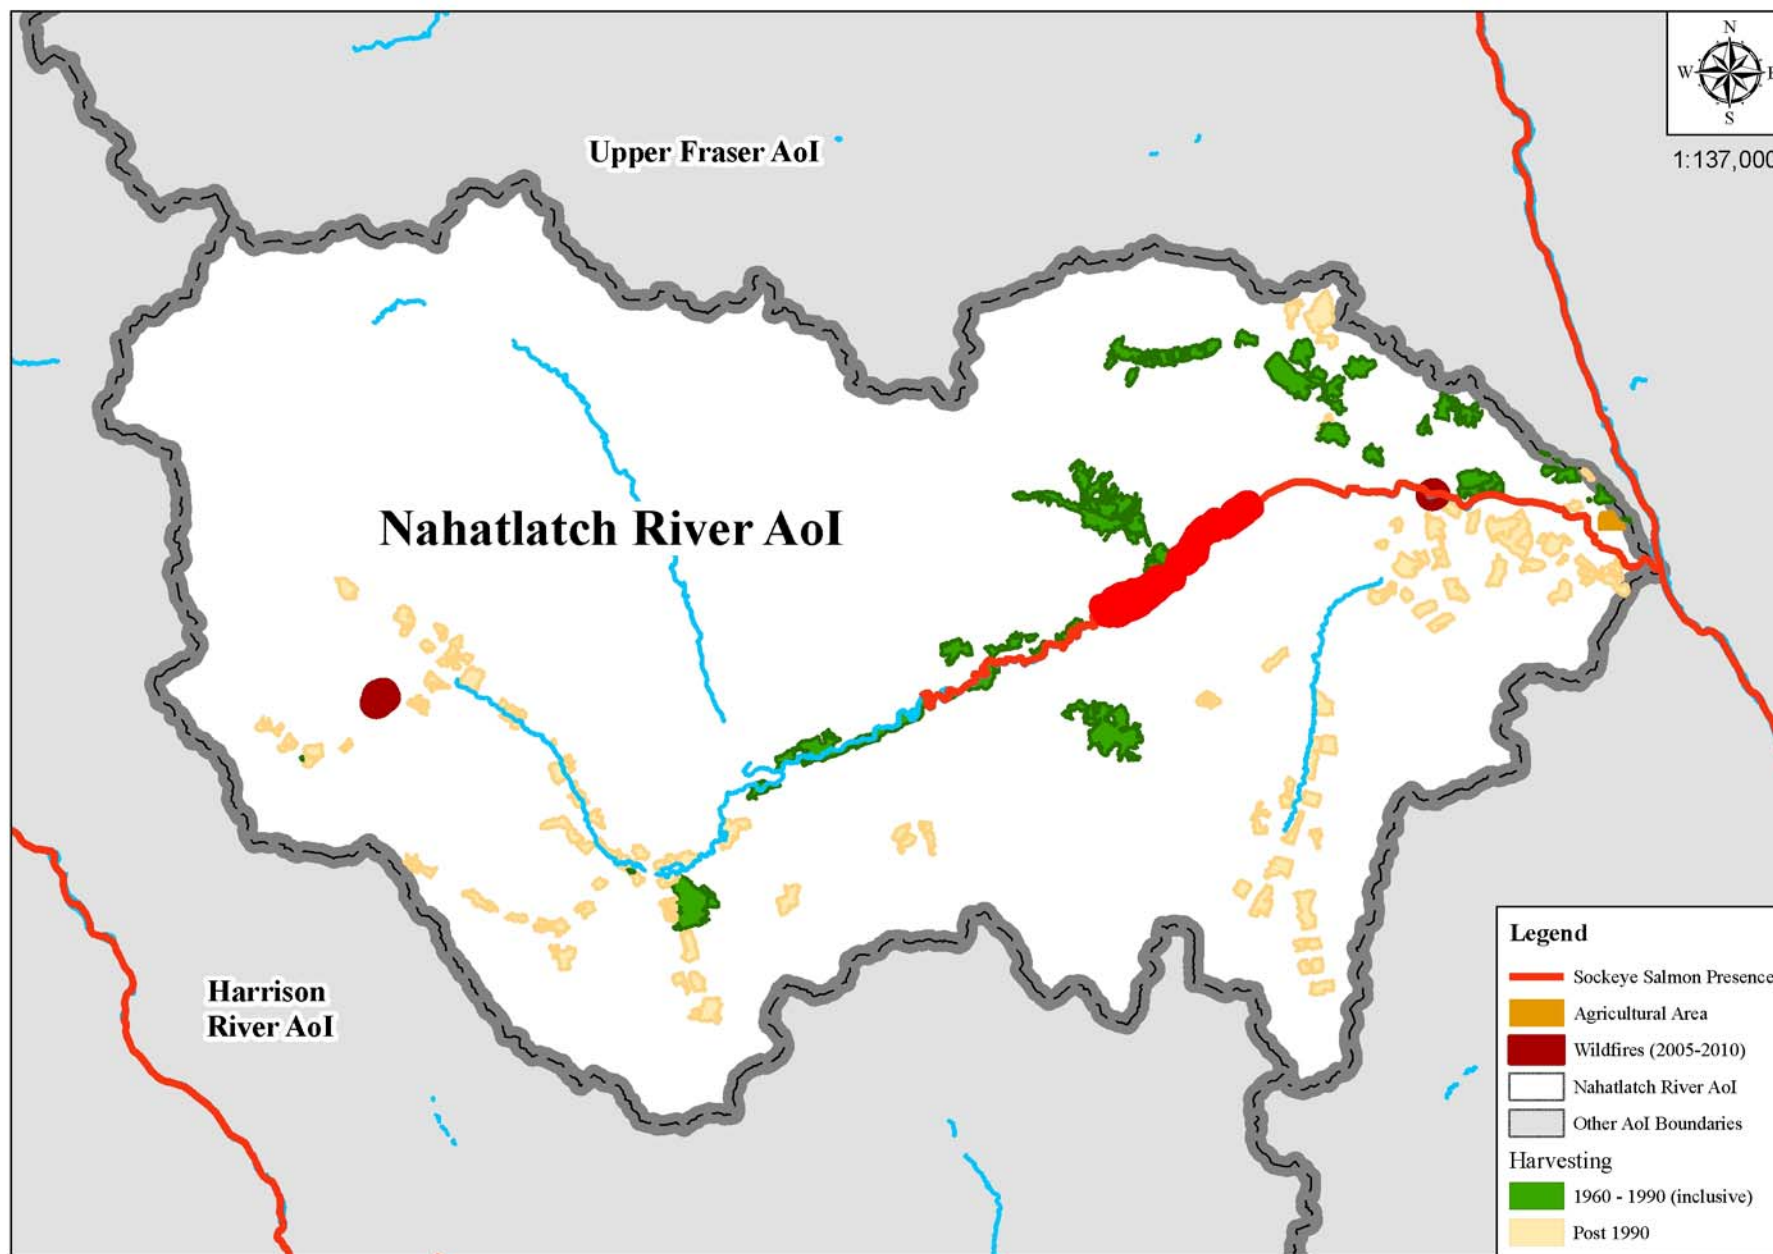 N
W
E
S
1:137,000
Upper Fraser AoI
Nahatlatch River AoI
Harrison
River AoI
Legend
Sockeye Salmon Presence
Agricultural Area
Wildfires (2005-2010)
Nahatlatch River AoI
Other AoI Boundaries
Harvesting
1960 - 1990 (inclusive)
Post 1990